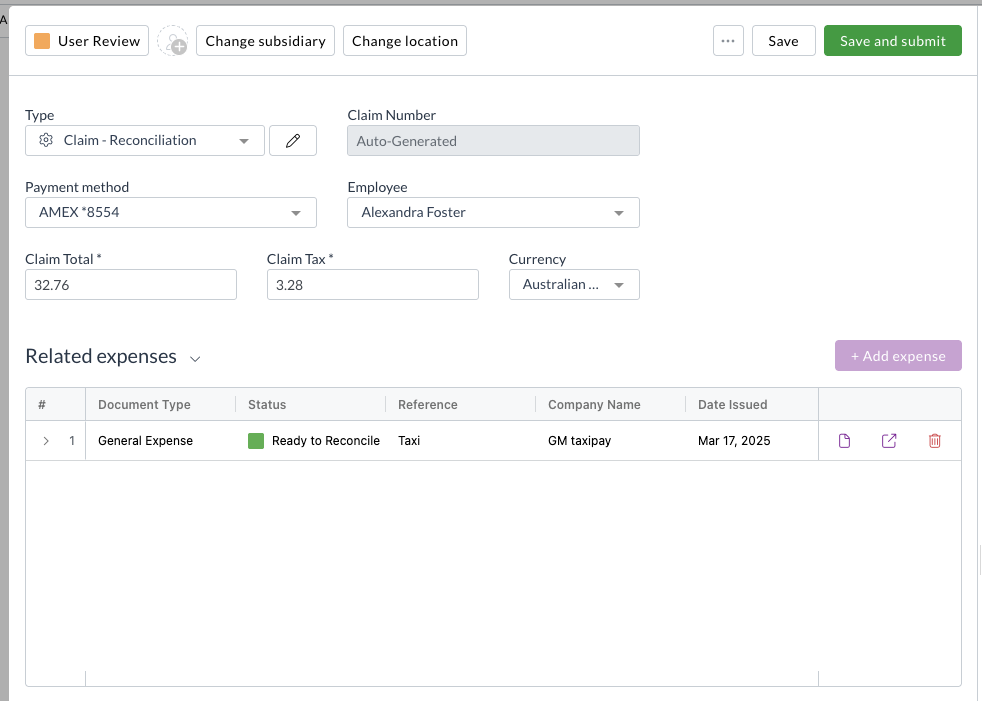 A
User Review Change subsidiary Change location ... Save Save and submit
Type Claim Number
Claim - Reconciliation Auto-Generated
Payment method Employee
AMEX *8554 Alexandra Foster
Claim Total * Claim Tax * Currency
32.76 3.28 Australian ...
Related expenses + Add expense
# Document Type Status Reference Company Name Date Issued
1 General Expense Ready to Reconcile Taxi GM taxipay Mar 17, 2025